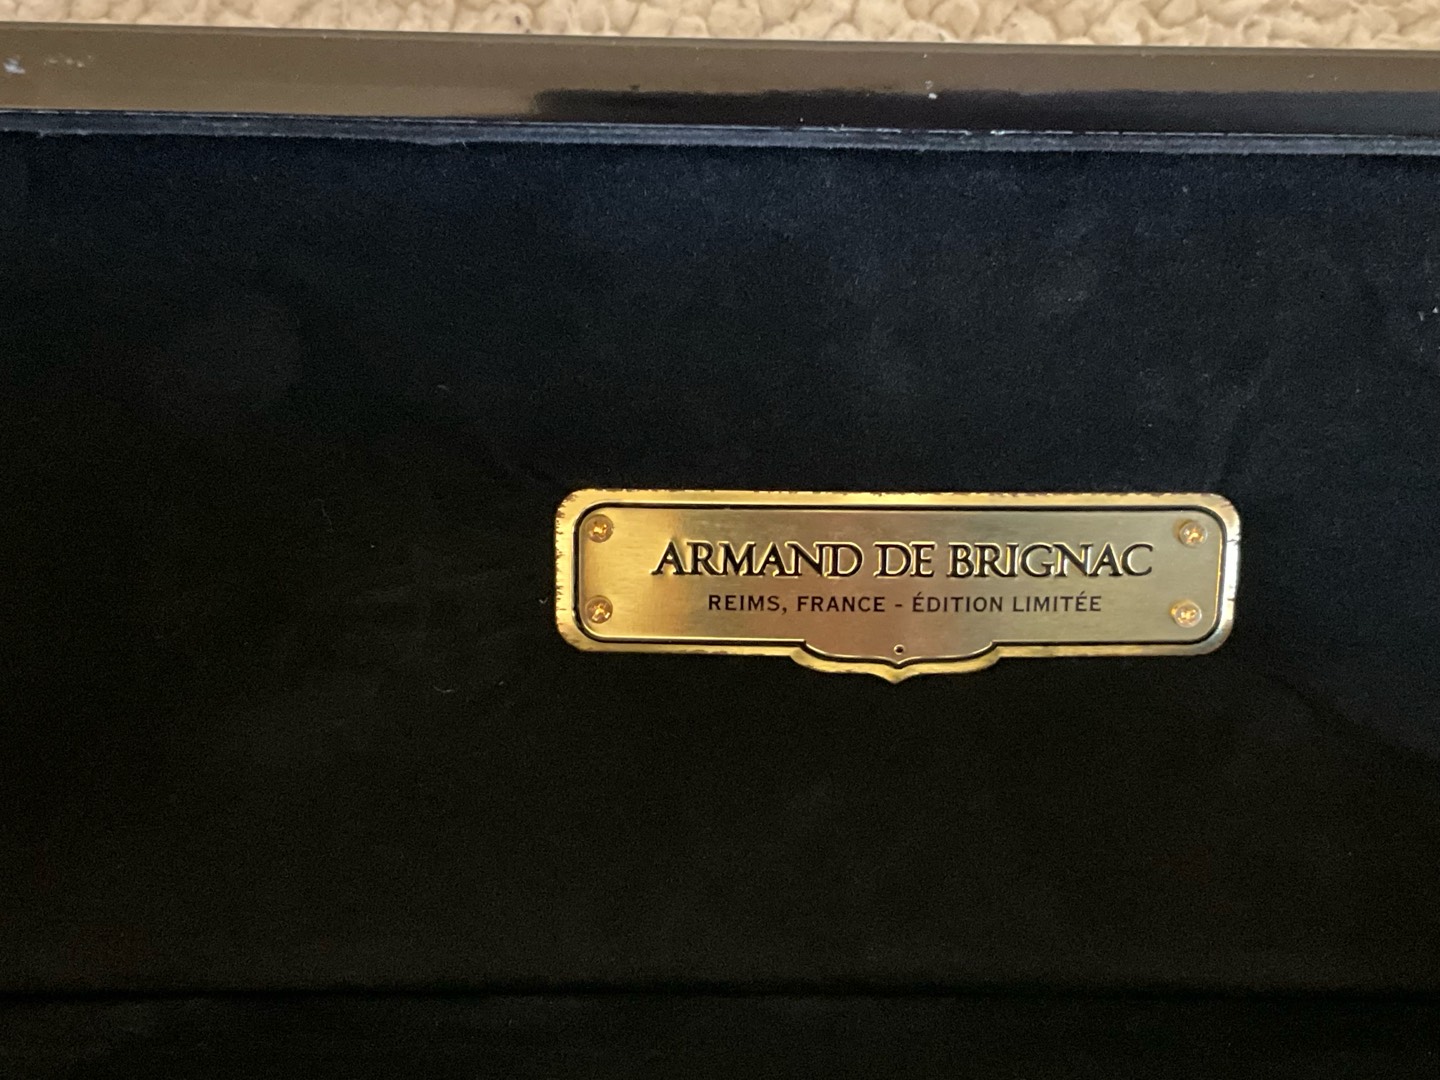 ARMAND DE BRIGNAC
REIMS, FRANCE - ÉDITION LIMITÉE